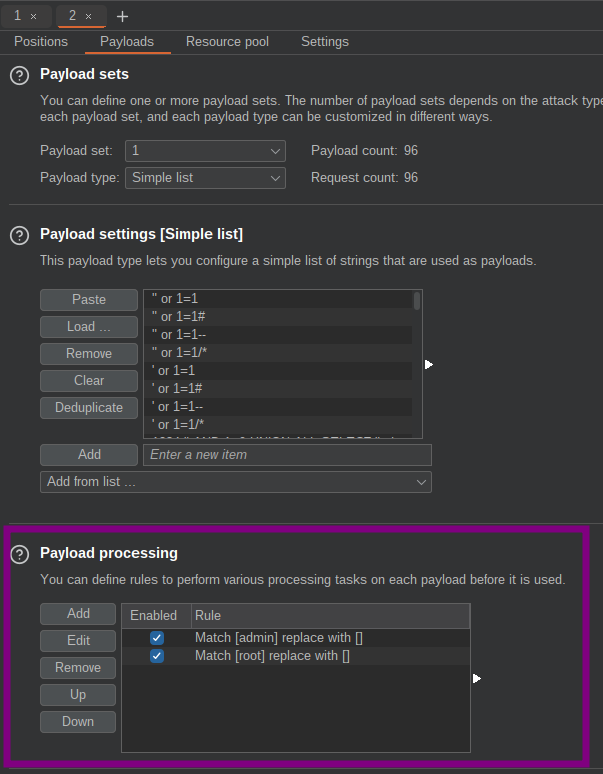 1 × 2 × +
Positions Payloads Resource pool Settings
? Payload sets
You can define one or more payload sets. The number of payload sets depends on the attack type
each payload set, and each payload type can be customized in different ways.
Payload set: 1 Payload count: 96
Payload type: Simple list Request count: 96
? Payload settings [Simple list]
This payload type lets you configure a simple list of strings that are used as payloads.
Paste
Load ...
Remove
Clear
Deduplicate
" or 1=1
" or 1=1#
" or 1=1--
" or 1=1/*
' or 1=1
' or 1=1#
' or 1=1--
' or 1=1/*
Add Enter a new item
Add from list ...
? Payload processing
You can define rules to perform various processing tasks on each payload before it is used.
Add
Edit
Remove
Up
Down
Enabled Rule
Match [admin] replace with []
Match [root] replace with []